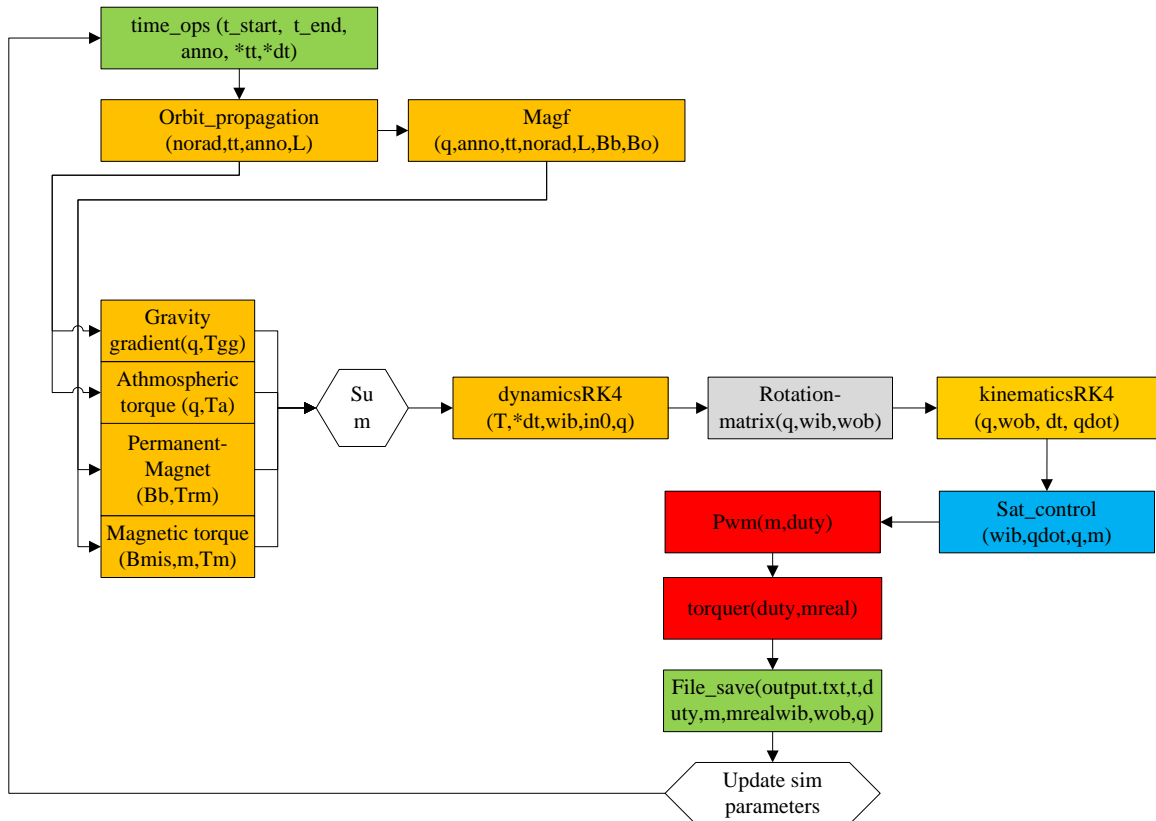 time_ops (t_start,  t_end,
anno, *tt,*dt)
Orbit_propagation
(norad,tt,anno,L)
Magf
(q,anno,tt,norad,L,Bb,Bo)
Gravity
gradient(q,Tgg)
Athmospheric
torque (q,Ta)
Permanent-
Magnet
(Bb,Trm)
Magnetic torque
(Bmis,m,Tm)
Su
m
dynamicsRK4
(T,*dt,wib,in0,q)
Rotation-
matrix(q,wib,wob)
kinematicsRK4
(q,wob, dt, qdot)
Sat_control
(wib,qdot,q,m)
Pwm(m,duty)
torquer(duty,mreal)
File_save(output.txt,t,d
uty,m,mrealwib,wob,q)
Update sim
parameters